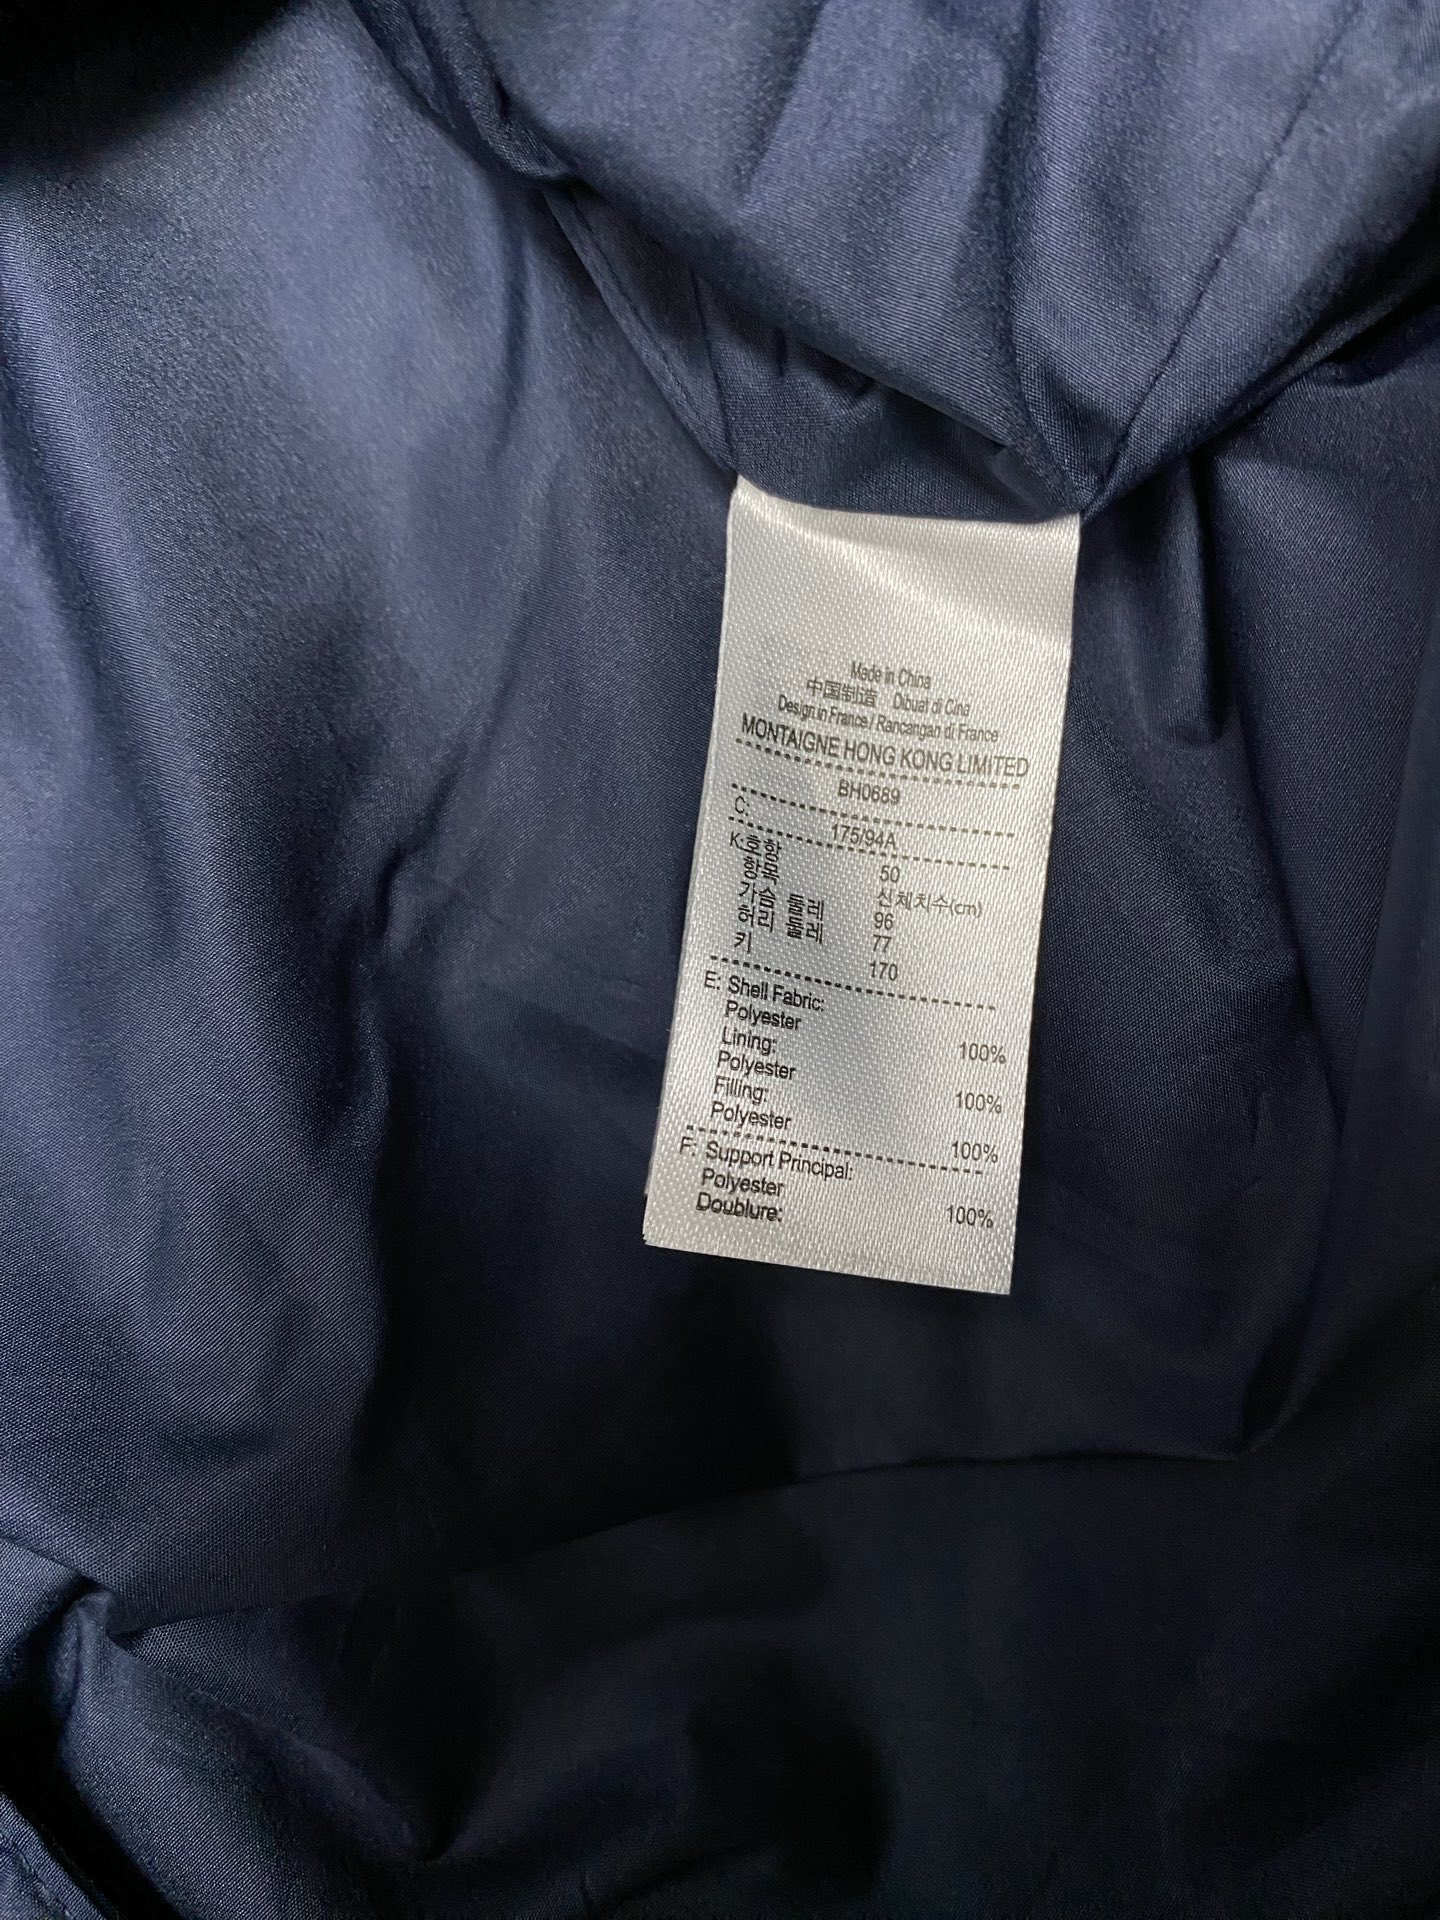 Made in China
中国制造 Dibuat di Cina
Design in France / Rancangan di France
MONTAIGNE HONG KONG LIMITED
BH0689
C: 175/94A
K:호항 50
항목 신체치수(cm)
가슴 둘레 96
허리 둘레 77
키 170
E: Shell Fabric:
Polyester 100%
Lining:
Polyester 100%
Filling:
Polyester 100%
F: Support Principal:
Polyester 100%
Doublure: